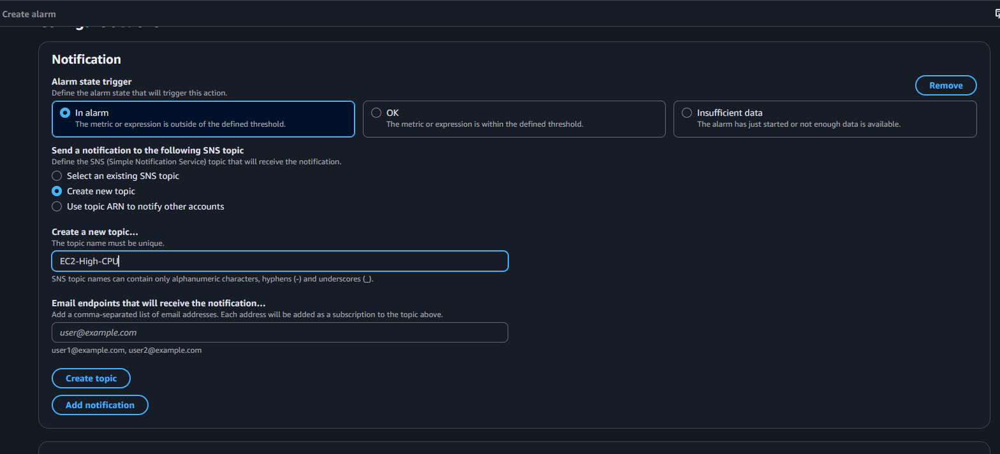 Create alarm
Notification
Alarm state trigger
Define the alarm state that will trigger this action.
Remove
In alarm
The metric or expression is outside of the defined threshold.
OK
The metric or expression is within the defined threshold.
Insufficient data
The alarm has just started or not enough data is available.
Send a notification to the following SNS topic
Define the SNS (Simple Notification Service) topic that will receive the notification.
Select an existing SNS topic
Create new topic
Use topic ARN to notify other accounts
Create a new topic…
The topic name must be unique.
EC2-High-CPU
SNS topic names can contain only alphanumeric characters, hyphens (-) and underscores (_).
Email endpoints that will receive the notification…
Add a comma-separated list of email addresses. Each address will be added as a subscription to the topic above.
user@example.com
user1@example.com, user2@example.com
Create topic
Add notification